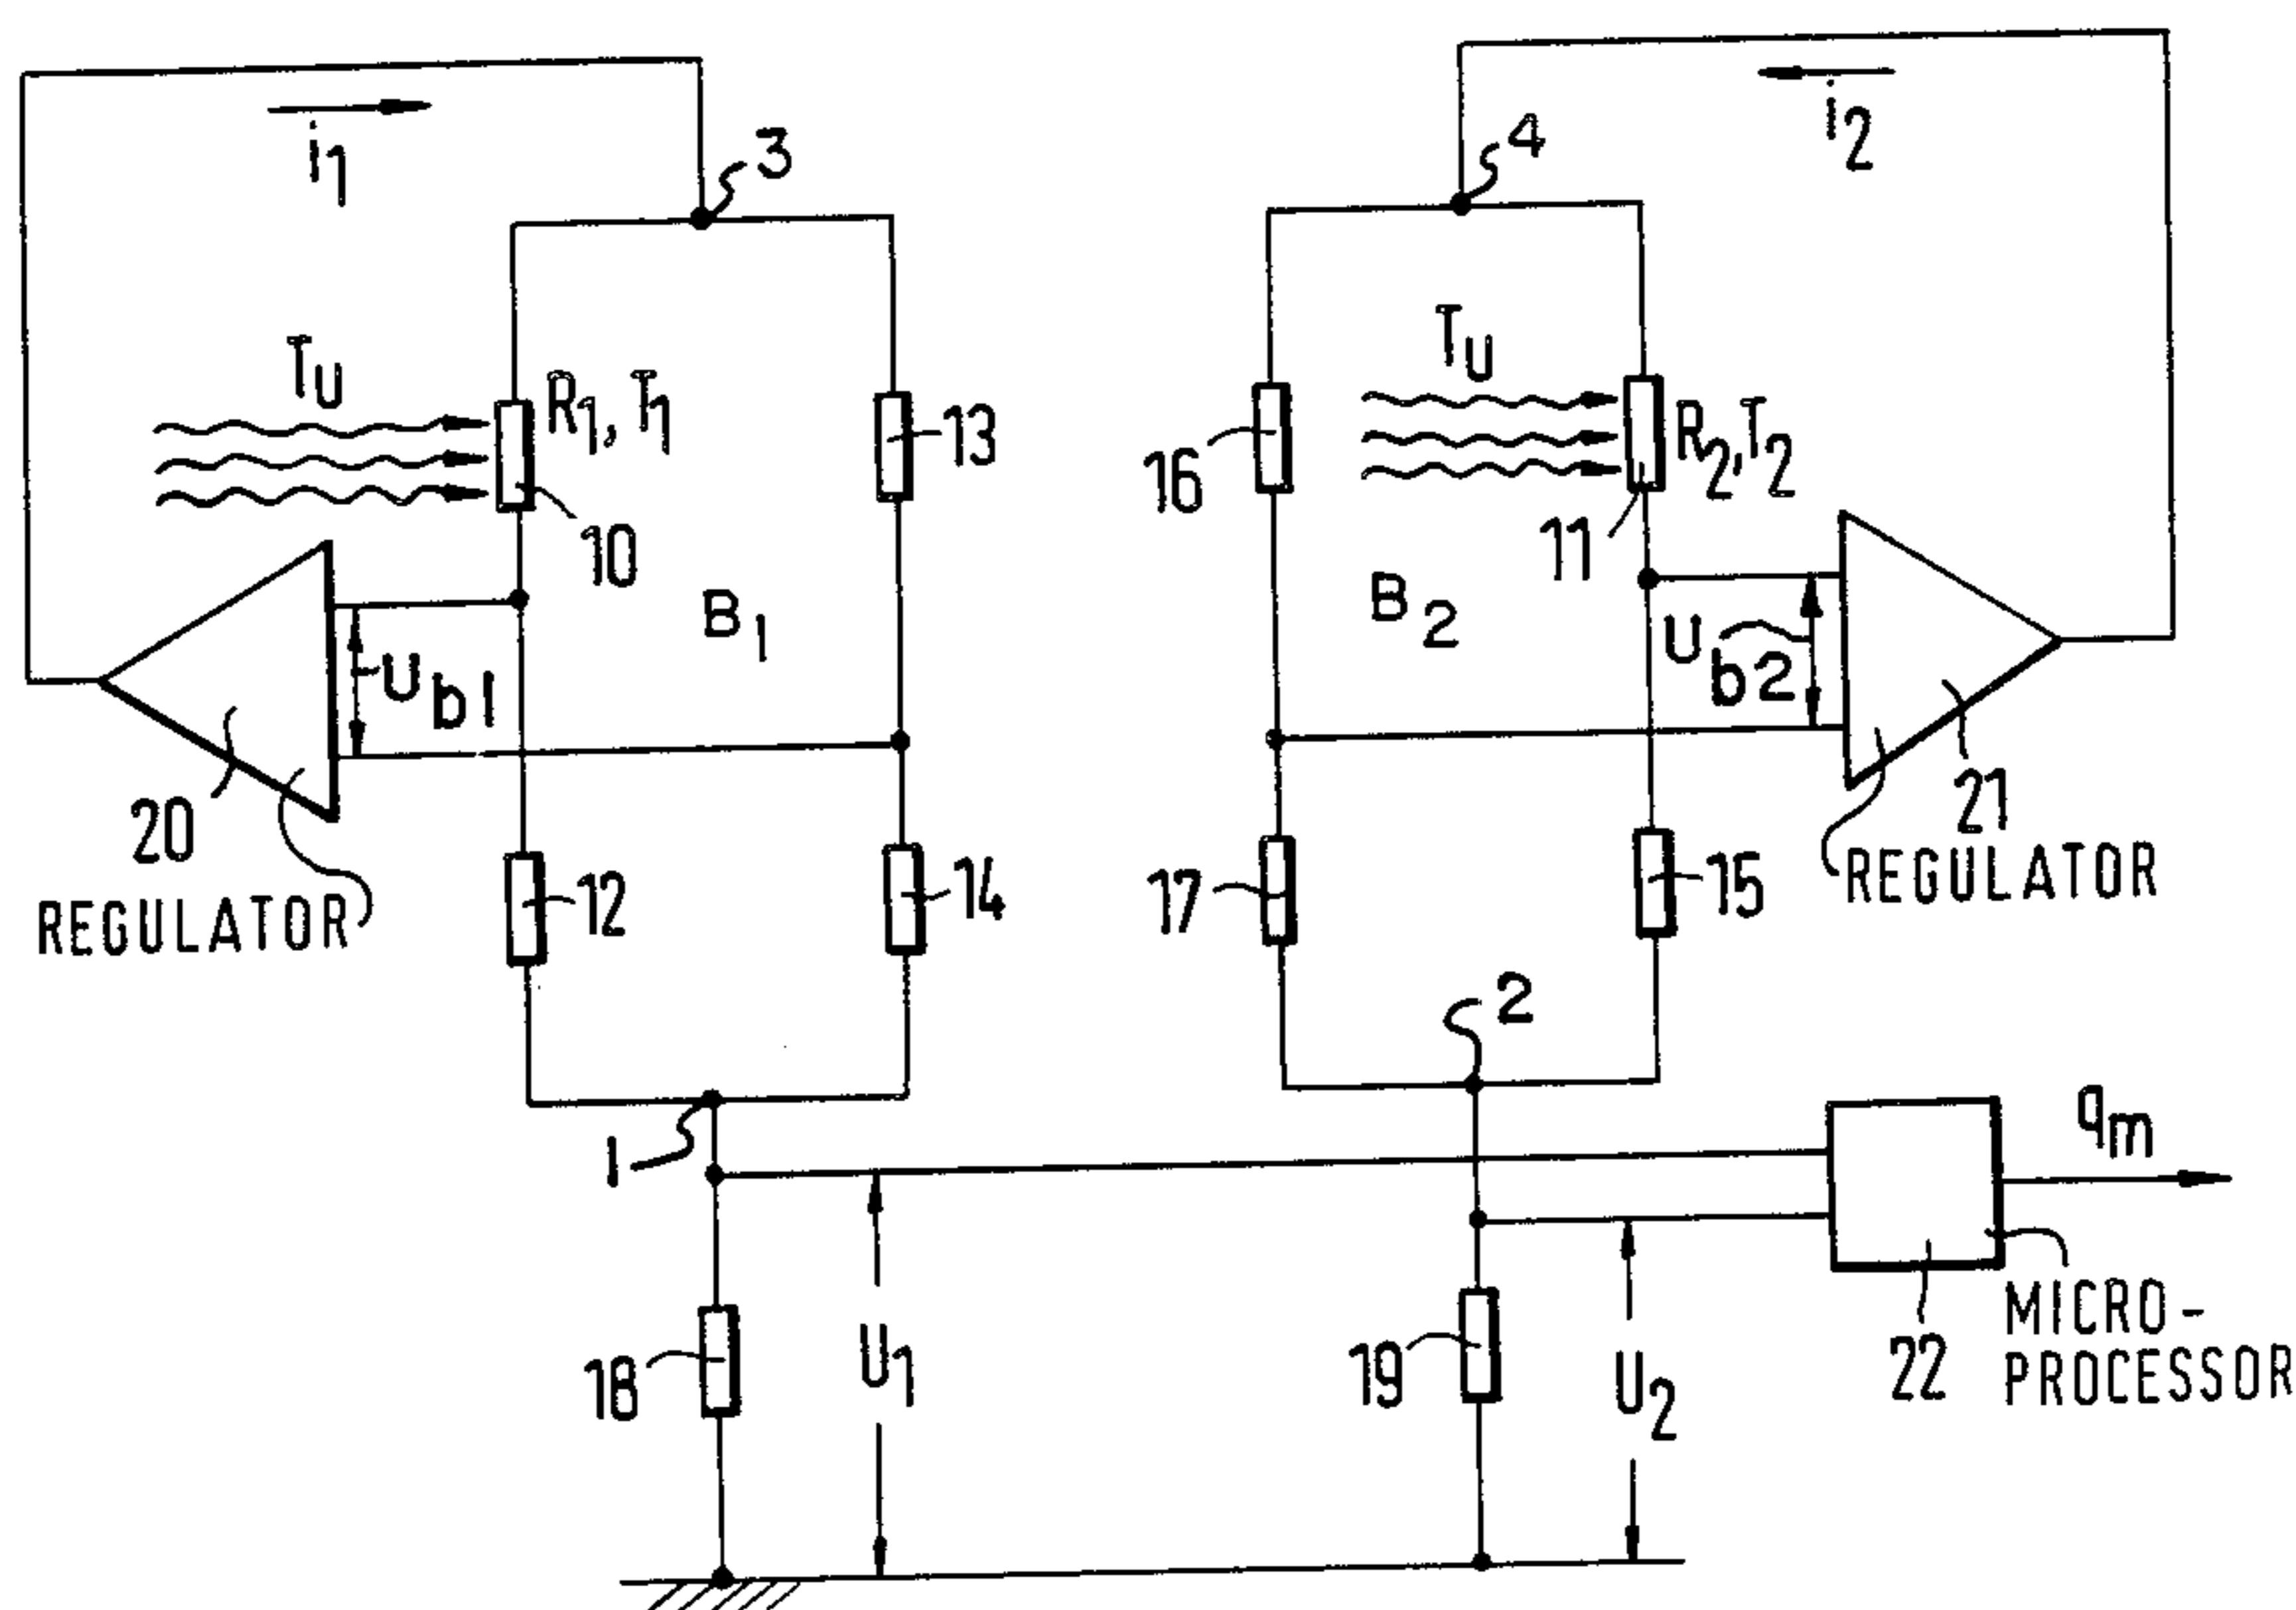 i1
3
4
i2
TU
R1, T1
13
10
B1
Ub1
20
REGULATOR
12
14
1
16
TU
R2, T2
11
B2
Ub2
21
REGULATOR
17
15
2
qm
18
U1
19
U2
22
MICRO-
PROCESSOR